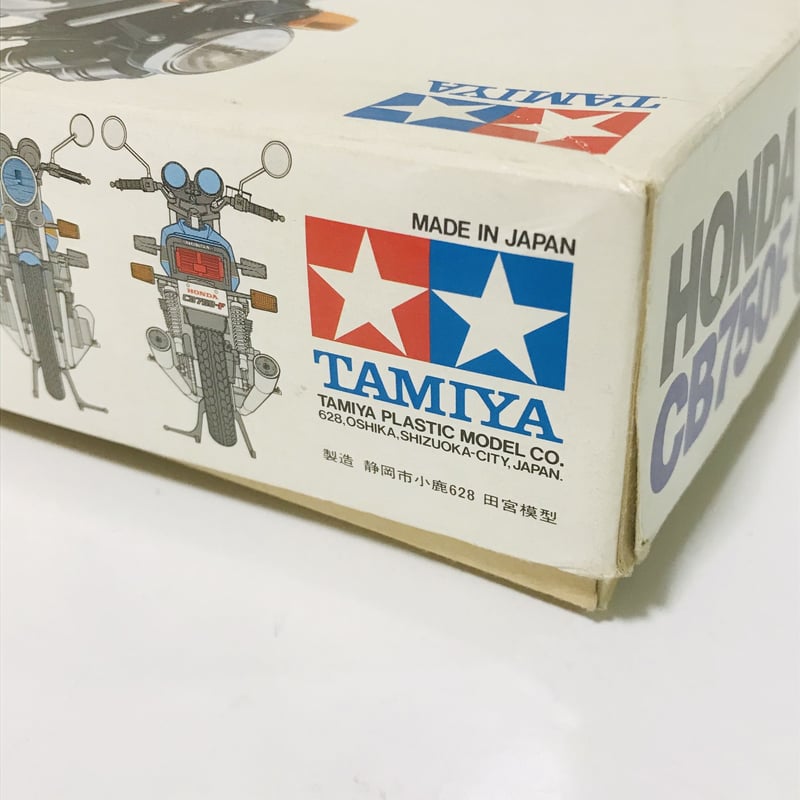 TAMIYA
MADE IN JAPAN
TAMIYA
TAMIYA PLASTIC MODEL CO.
628, OSHIKA, SHIZUOKA-CITY, JAPAN.
製造 静岡市小鹿628 田宮模型
HONDA
CB750F
HONDA
CB750F